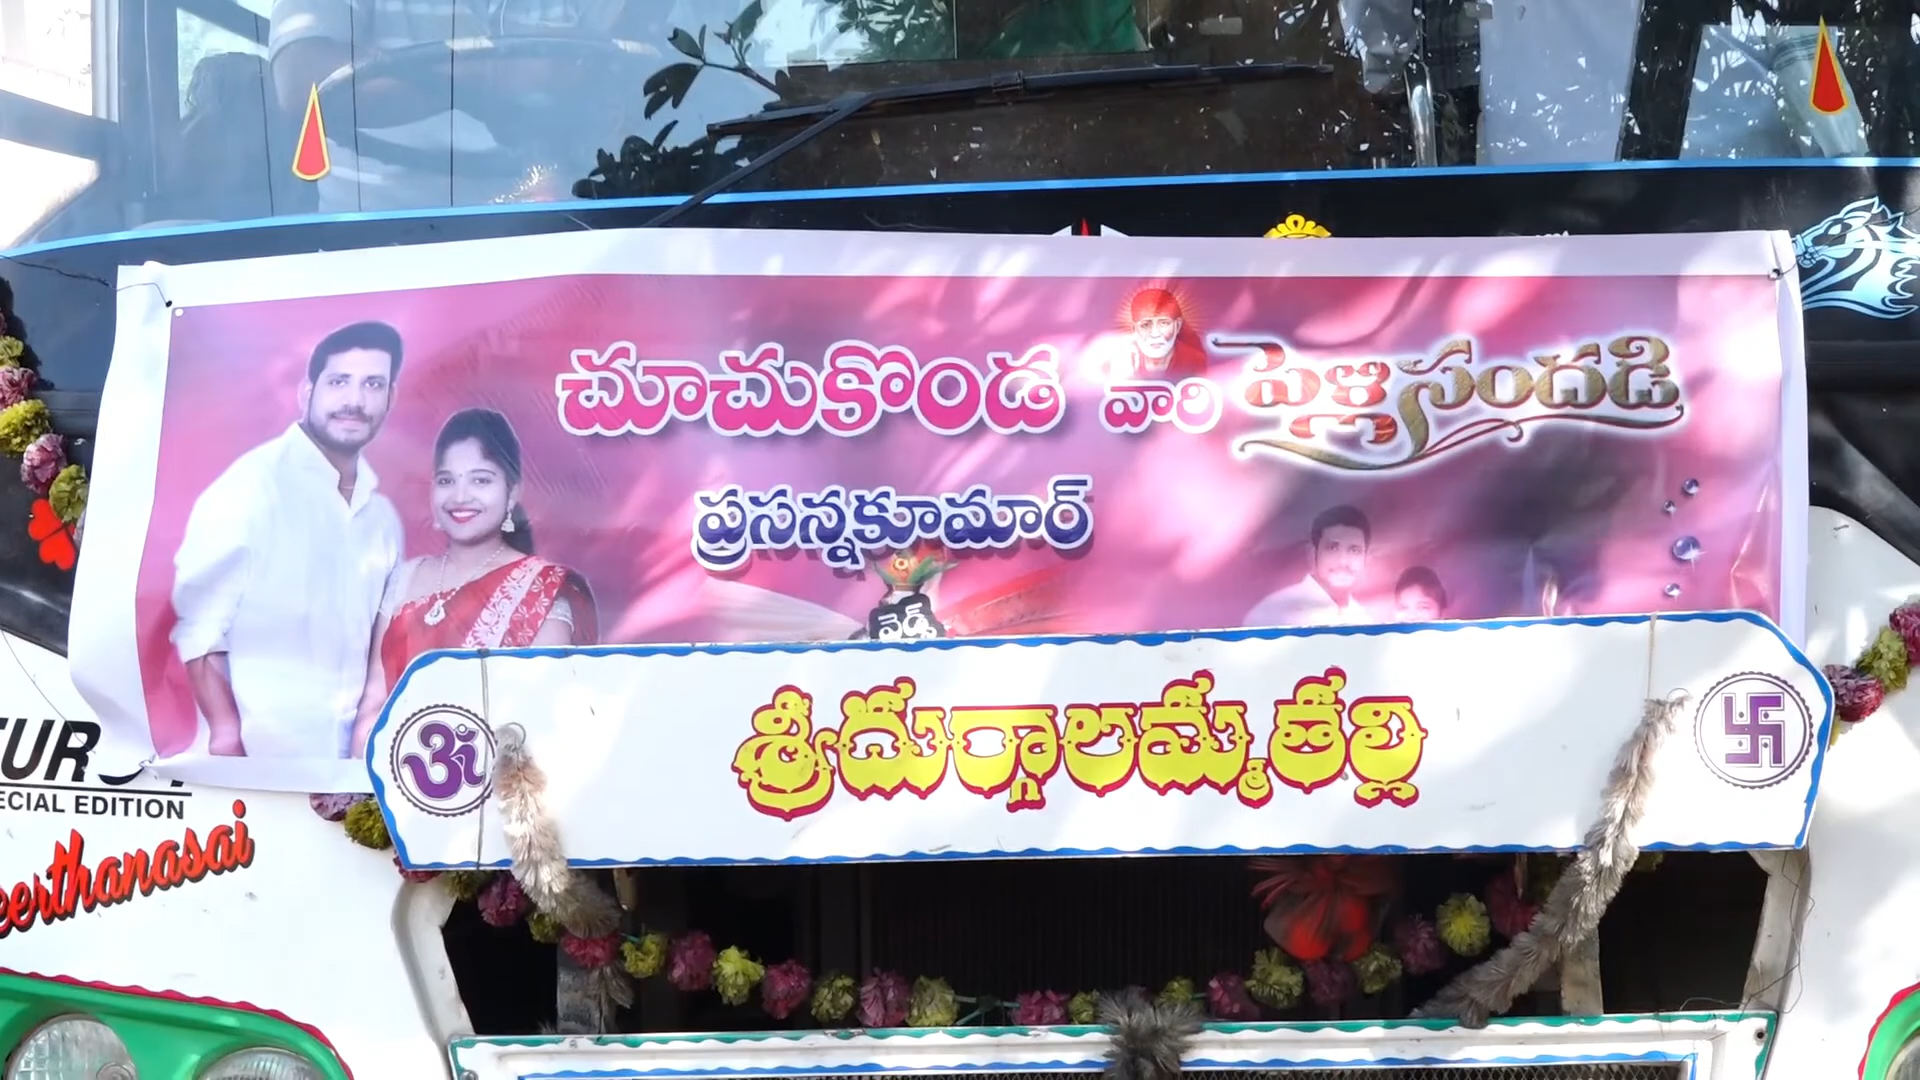 చూచుకొండ వారి పెళ్లిసందడి
ప్రసన్నకుమార్
వెడ్స్
శ్రీదుర్గాలమ్మతల్లి
ॐ
ECIAL EDITION
eerthanasai